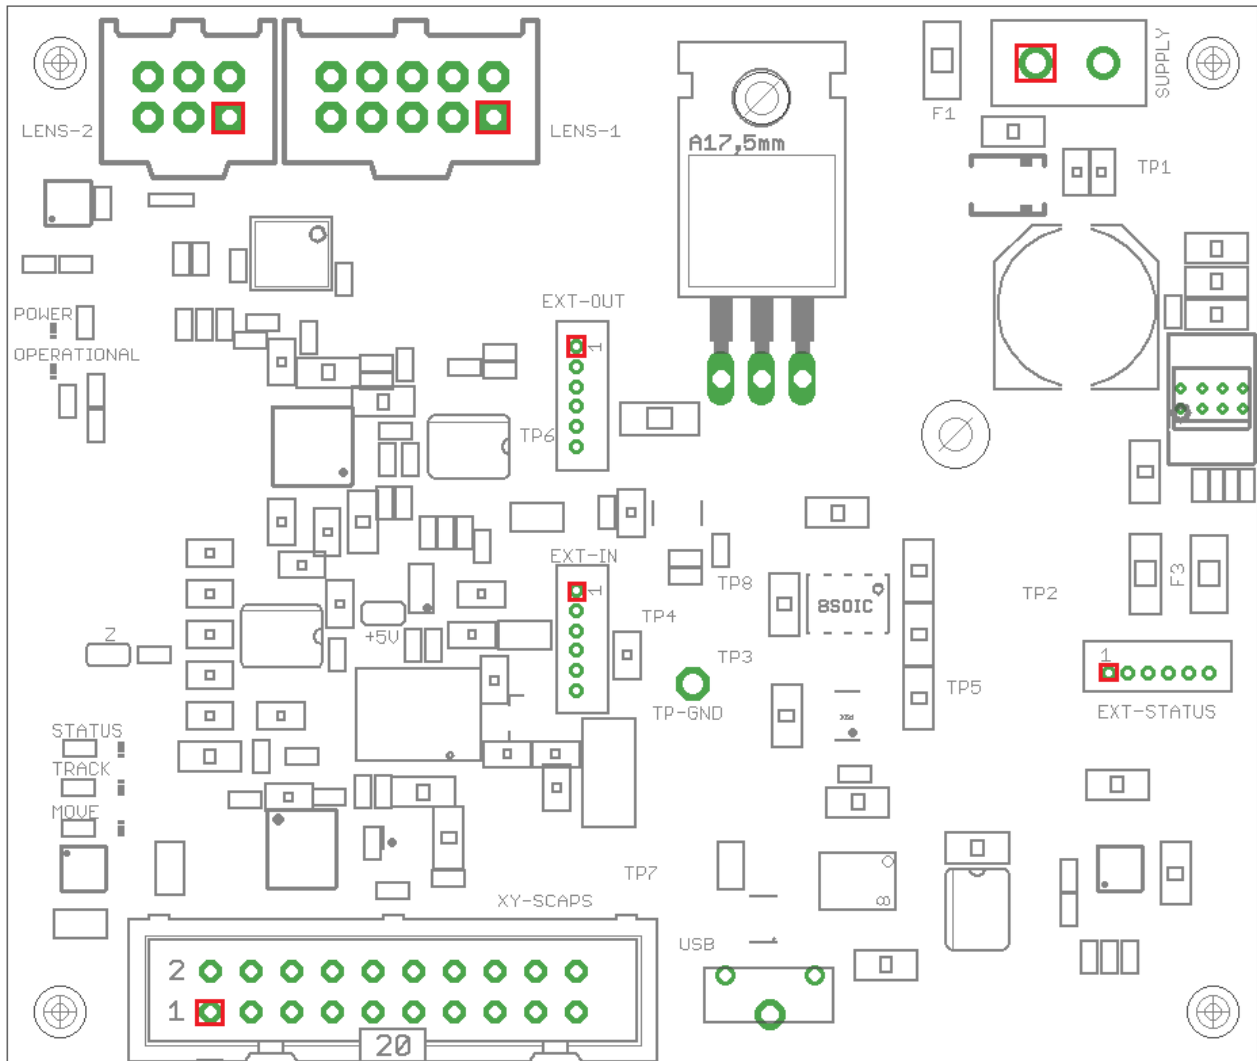 SUPPLY
F1
LENS-2
LENS-1
A17,5mm
TP1
EXT-OUT
POWER
1
OPERATIONAL
TP6
EXT-IN
TP8
F3
1
8SOIC
TP2
TP4
Z
+5V
TP3
1
TP5
TP-GND
EXT-STATUS
STATUS
TRACK
MOVE
TP7
8
XY-SCAPS
USB
2
1
20